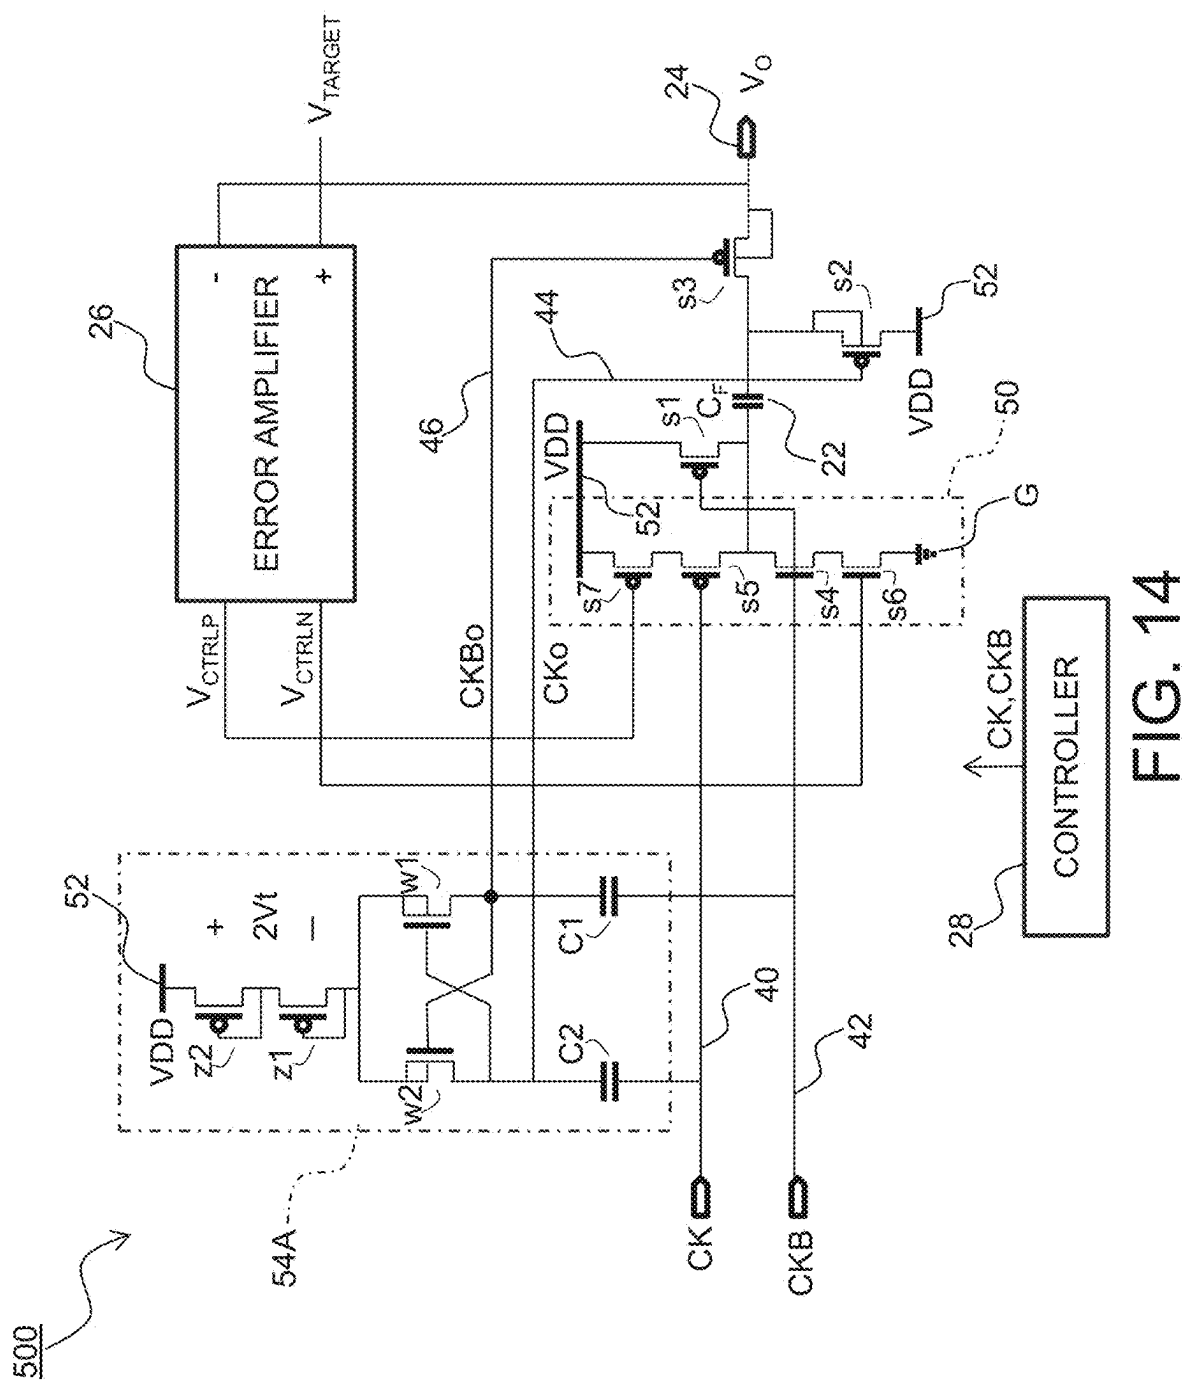 500
54A
VDD
52
z2
z1
+
2Vt
−
w2
w1
C2
C1
CK
40
CKB
42
26
ERROR AMPLIFIER
-
+
VCTRLP
VCTRLN
VTARGET
46
CKBo
44
CKo
VDD
52
s7
s5
s4
s6
s1
CF
22
s3
s2
VDD
52
24
VO
50
G
28
CONTROLLER
CK,CKB
FIG. 14